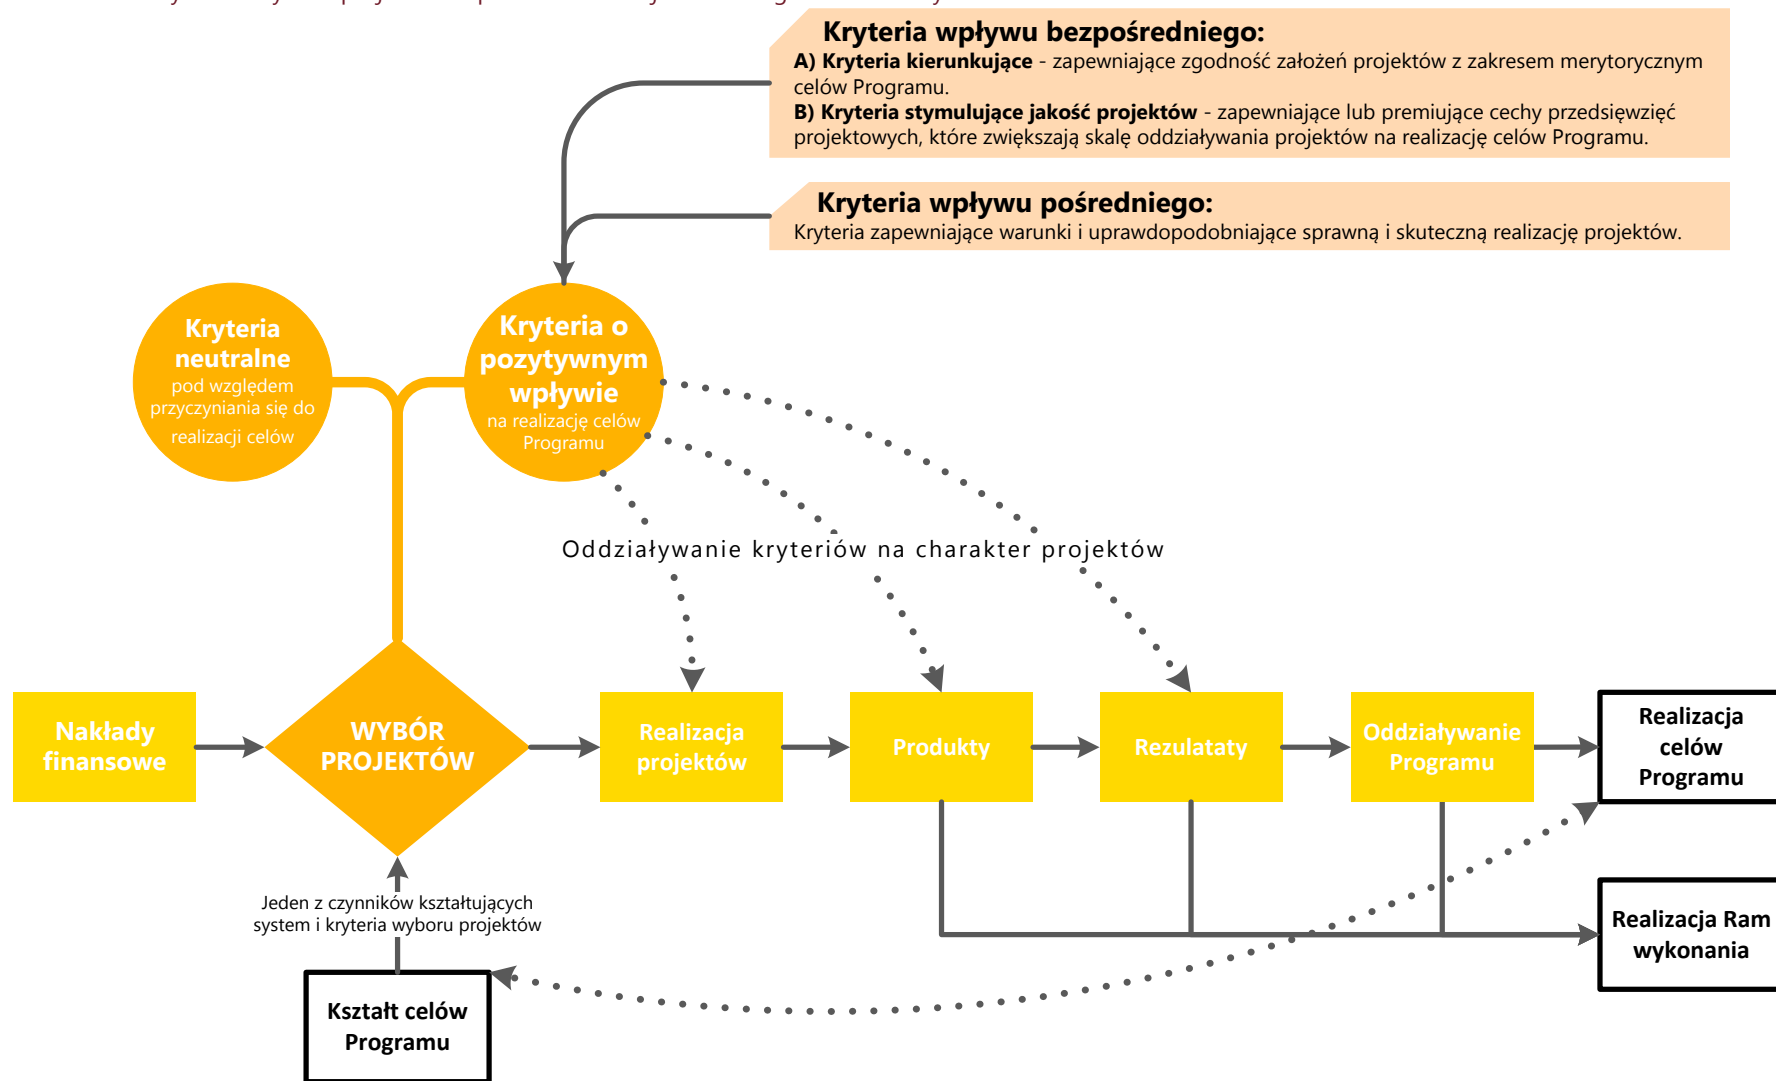 Kryteria wpływu bezpośredniego:
A) Kryteria kierunkujące - zapewniające zgodność założeń projektów z zakresem merytorycznym
celów Programu.
B) Kryteria stymulujące jakość projektów - zapewniające lub premiujące cechy przedsięwzięć
projektowych, które zwiększają skalę oddziaływania projektów na realizację celów Programu.
Kryteria wpływu pośredniego:
Kryteria zapewniające warunki i uprawdopodobniające sprawną i skuteczną realizację projektów.
Kryteria
neutralne
pod względem
przyczyniania się do
realizacji celów
Kryteria o
pozytywnym
wpływie
na realizację celów
Programu
Oddziaływanie kryteriów na charakter projektów
Nakłady
finansowe
WYBÓR
PROJEKTÓW
Realizacja
projektów
Produkty
Rezulataty
Oddziaływanie
Programu
Realizacja
celów
Programu
Jeden z czynników kształtujących
system i kryteria wyboru projektów
Realizacja Ram
wykonania
Kształt celów
Programu